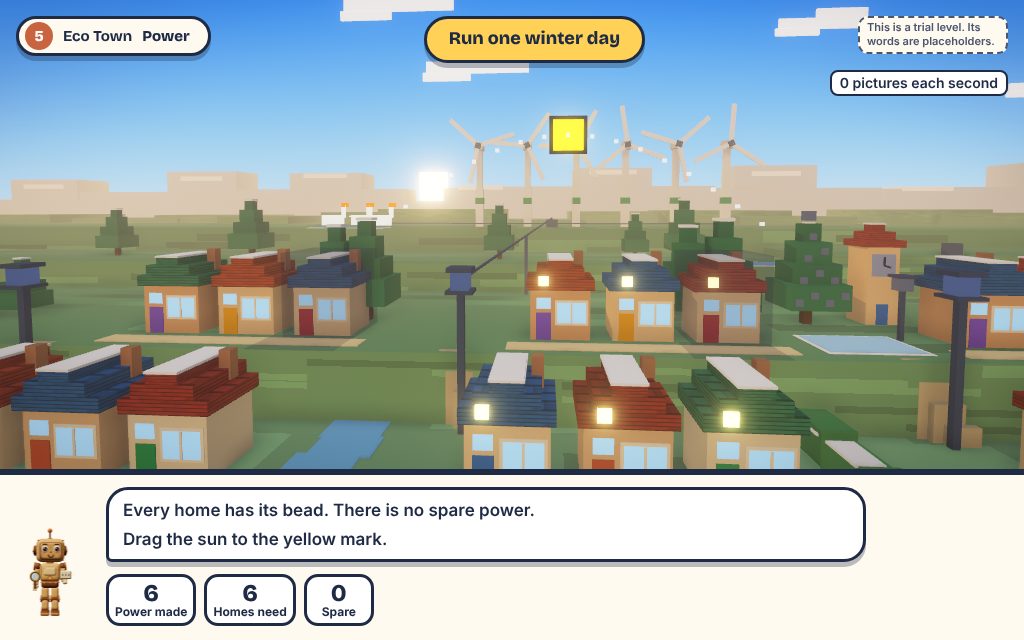 5 Eco Town Power
Run one winter day
This is a trial level. Its
words are placeholders.
0 pictures each second
Every home has its bead. There is no spare power.
Drag the sun to the yellow mark.
6
Power made
6
Homes need
0
Spare